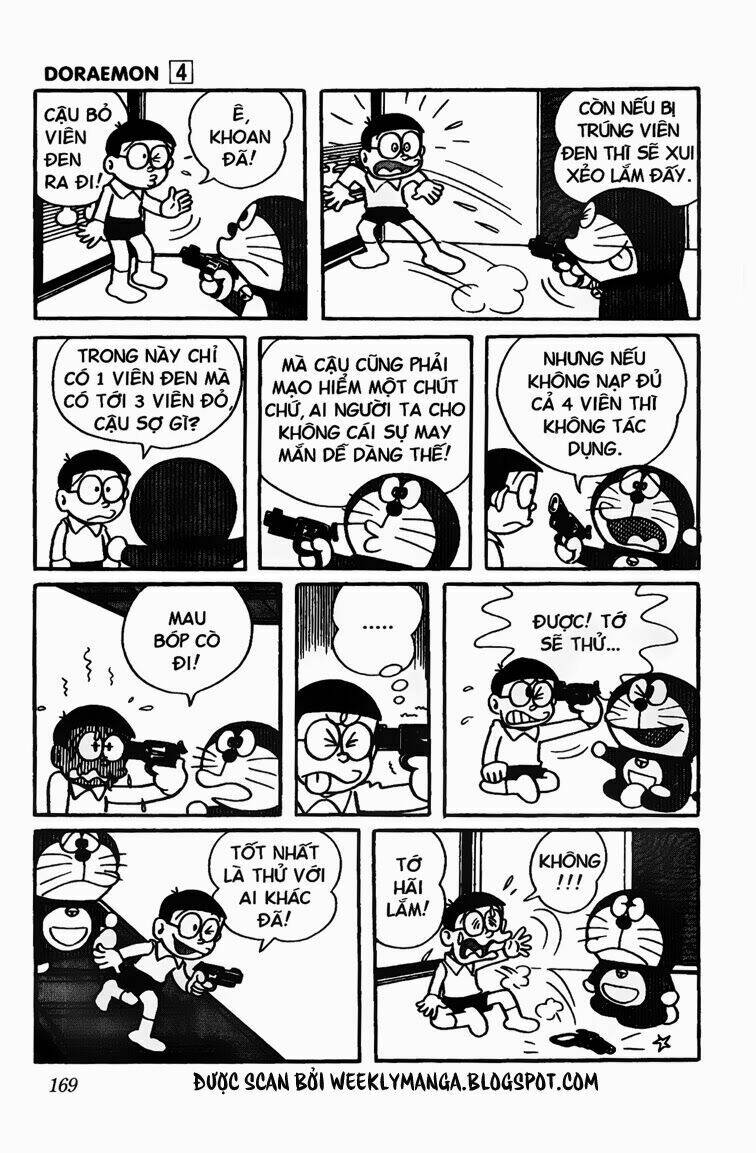 DORAEMON 4
CẬU BỎ
VIÊN
ĐEN
RA ĐI!
Ê,
KHOAN
ĐÃ!
CÒN NẾU BỊ
TRÚNG VIÊN
ĐEN THÌ SẼ XUI
XẺO LẮM ĐẤY.
TRONG NÀY CHỈ
CÓ 1 VIÊN ĐEN MÀ
CÓ TỚI 3 VIÊN ĐỎ,
CẬU SỢ GÌ?
MÀ CẬU CŨNG PHẢI
MẠO HIỂM MỘT CHÚT
CHỨ, AI NGƯỜI TA CHO
KHÔNG CÁI SỰ MAY
MẮN DỄ DÀNG THẾ!
NHƯNG NẾU
KHÔNG NẠP ĐỦ
CẢ 4 VIÊN THÌ
KHÔNG TÁC
DỤNG.
MAU
BÓP CÒ
ĐI!
.....
ĐƯỢC! TỚ
SẼ THỬ...
TỐT NHẤT
LÀ THỬ VỚI
AI KHÁC
ĐÃ!
TỚ
HÃI
LẮM!
KHÔNG
!!!
169
ĐƯỢC SCAN BỞI WEEKLYMANGA.BLOGSPOT.COM